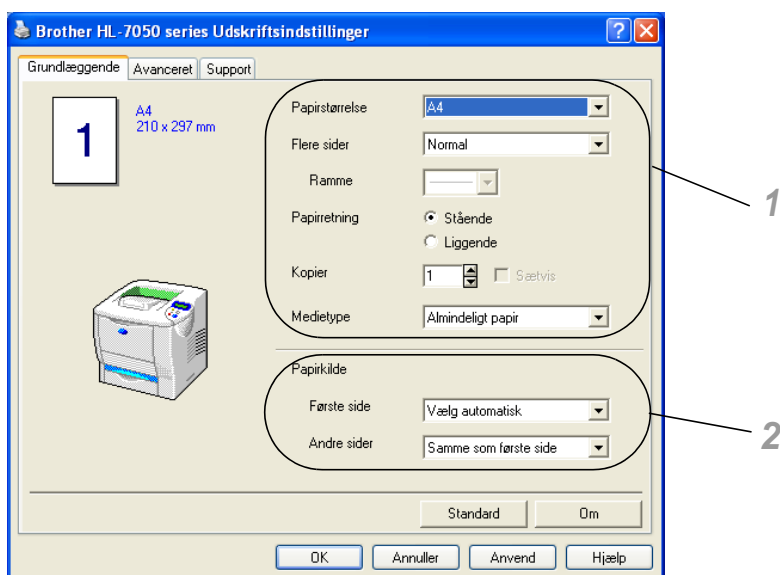 Brother HL-7050 series Udskriftsindstillinger
Grundlæggende Avanceret Support
1
A4
210 x 297 mm
Papirstørrelse A4
Flere sider Normal
Ramme
Papirretning Stående
Liggende
Kopier 1 Sætvis
Medietype Almindeligt papir
1
Papirkilde
Første side Vælg automatisk
Andre sider Samme som første side
2
Standard Om
OK Annuller Anvend Hjælp